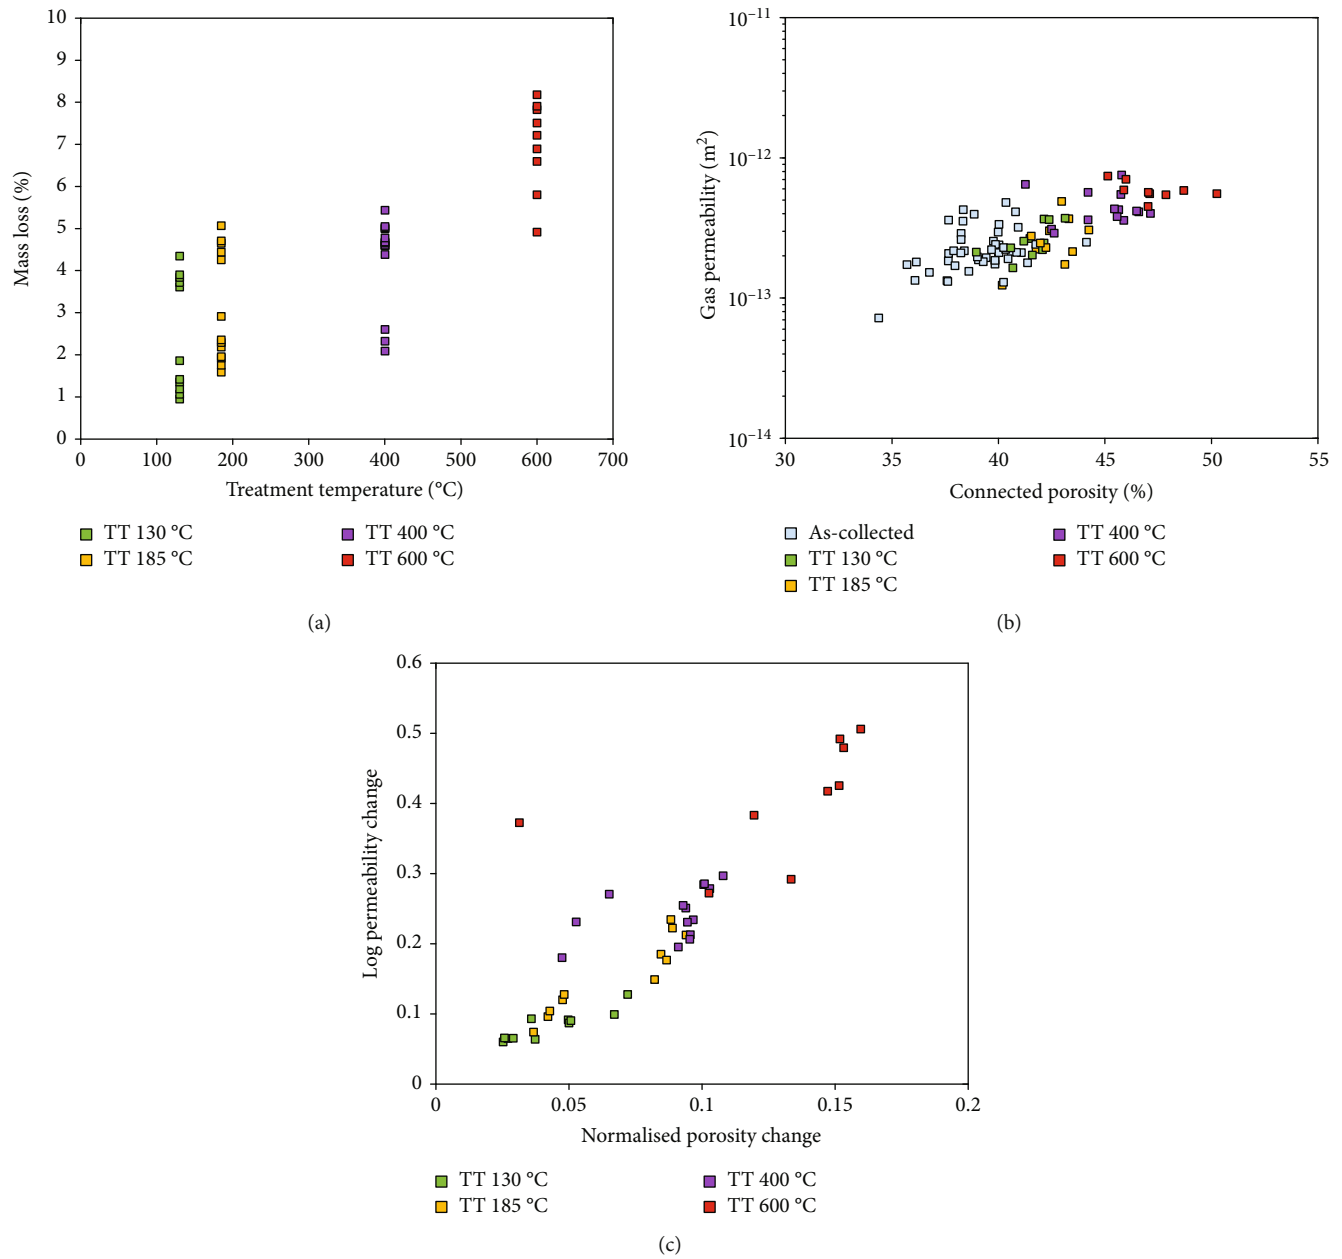 10
9
8
7
6
5
4
3
2
1
0
Mass loss (%)
0 100 200 300 400 500 600 700
Treatment temperature (°C)
TT 130 °C TT 400 °C
TT 185 °C TT 600 °C
(a)
10⁻¹¹
10⁻¹²
10⁻¹³
10⁻¹⁴
Gas permeability (m²)
30 35 40 45 50 55
Connected porosity (%)
As-collected TT 400 °C
TT 130 °C TT 600 °C
TT 185 °C
(b)
0.6
0.5
0.4
0.3
0.2
0.1
0
Log permeability change
0 0.05 0.1 0.15 0.2
Normalised porosity change
TT 130 °C TT 400 °C
TT 185 °C TT 600 °C
(c)